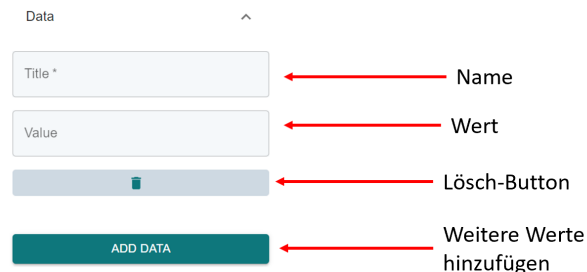 Data
Title *
Name
Value
Wert
Lösch-Button
ADD DATA
Weitere Werte
hinzufügen